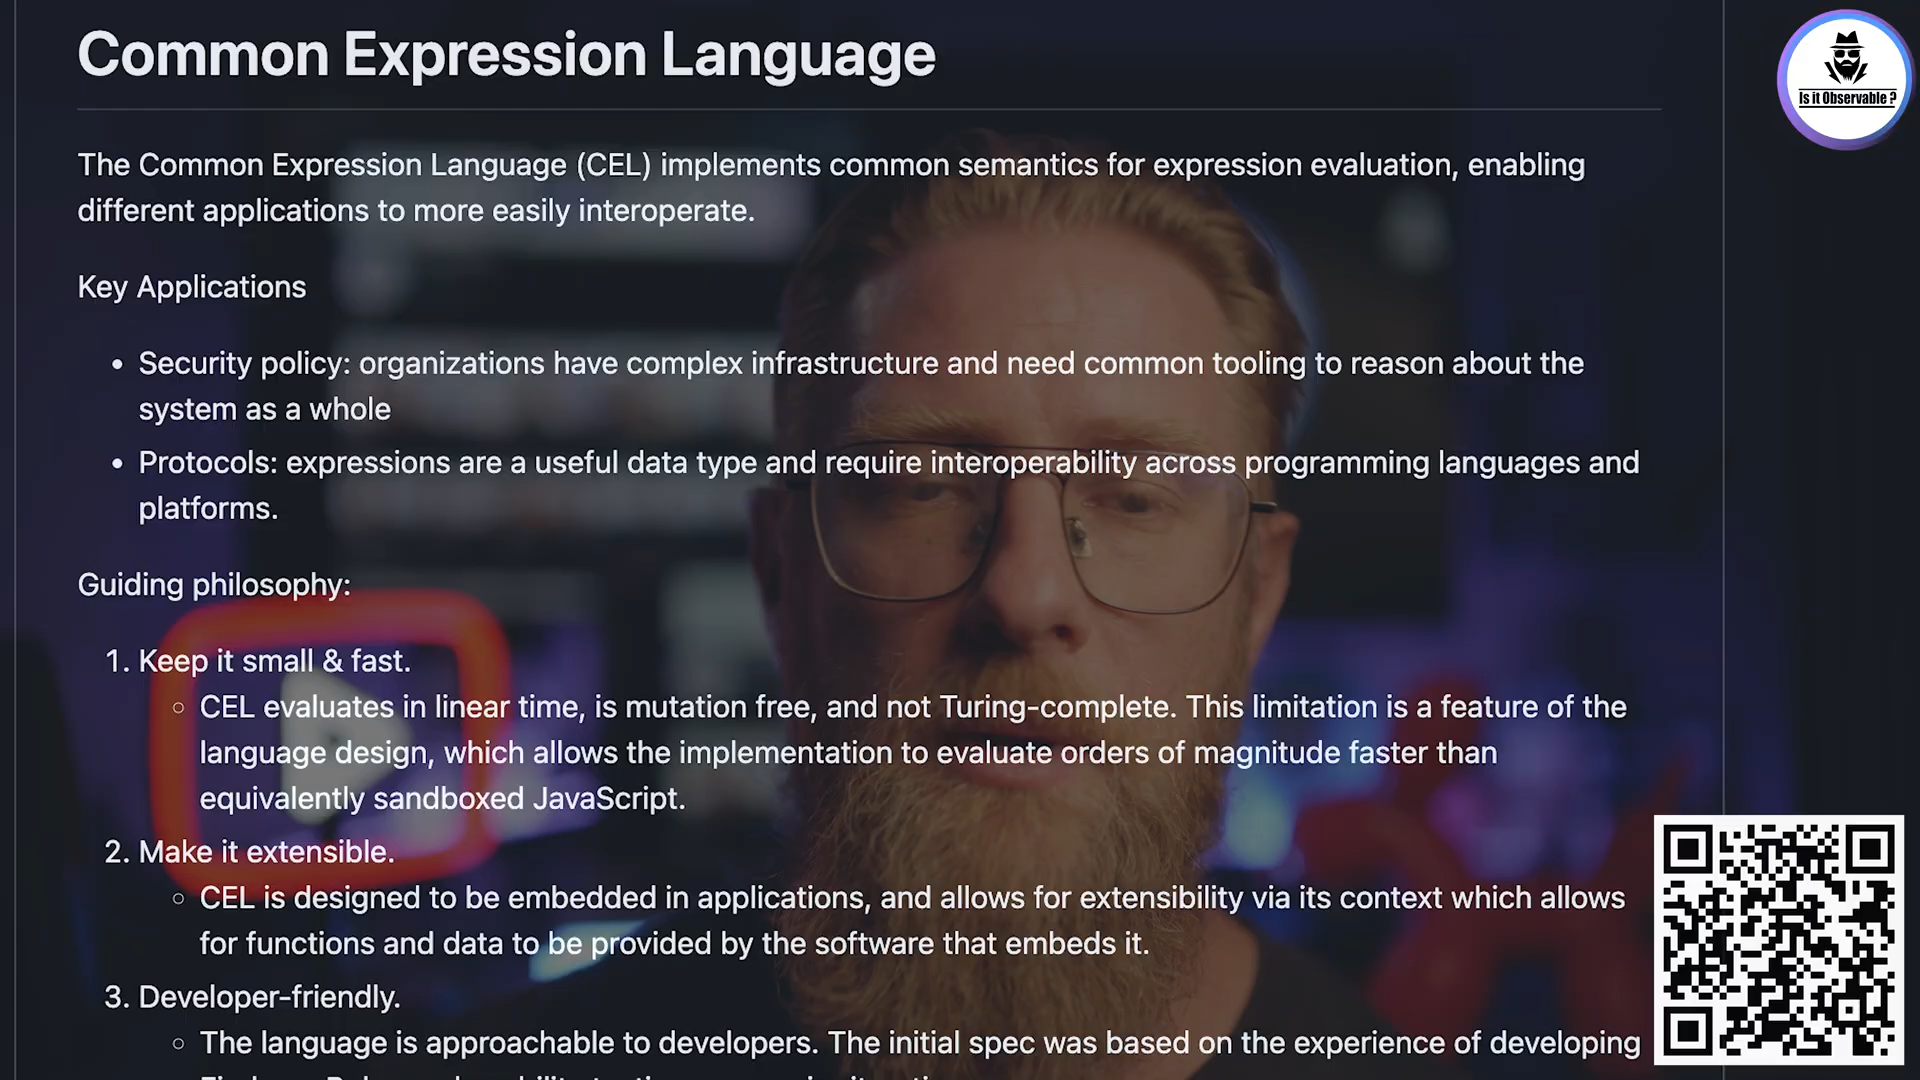 Common Expression Language
Is it Observable ?
The Common Expression Language (CEL) implements common semantics for expression evaluation, enabling
different applications to more easily interoperate.
Key Applications
• Security policy: organizations have complex infrastructure and need common tooling to reason about the
system as a whole
• Protocols: expressions are a useful data type and require interoperability across programming languages and
platforms.
Guiding philosophy:
1. Keep it small & fast.
◦ CEL evaluates in linear time, is mutation free, and not Turing-complete. This limitation is a feature of the
language design, which allows the implementation to evaluate orders of magnitude faster than
equivalently sandboxed JavaScript.
2. Make it extensible.
◦ CEL is designed to be embedded in applications, and allows for extensibility via its context which allows
for functions and data to be provided by the software that embeds it.
3. Developer-friendly.
◦ The language is approachable to developers. The initial spec was based on the experience of developing